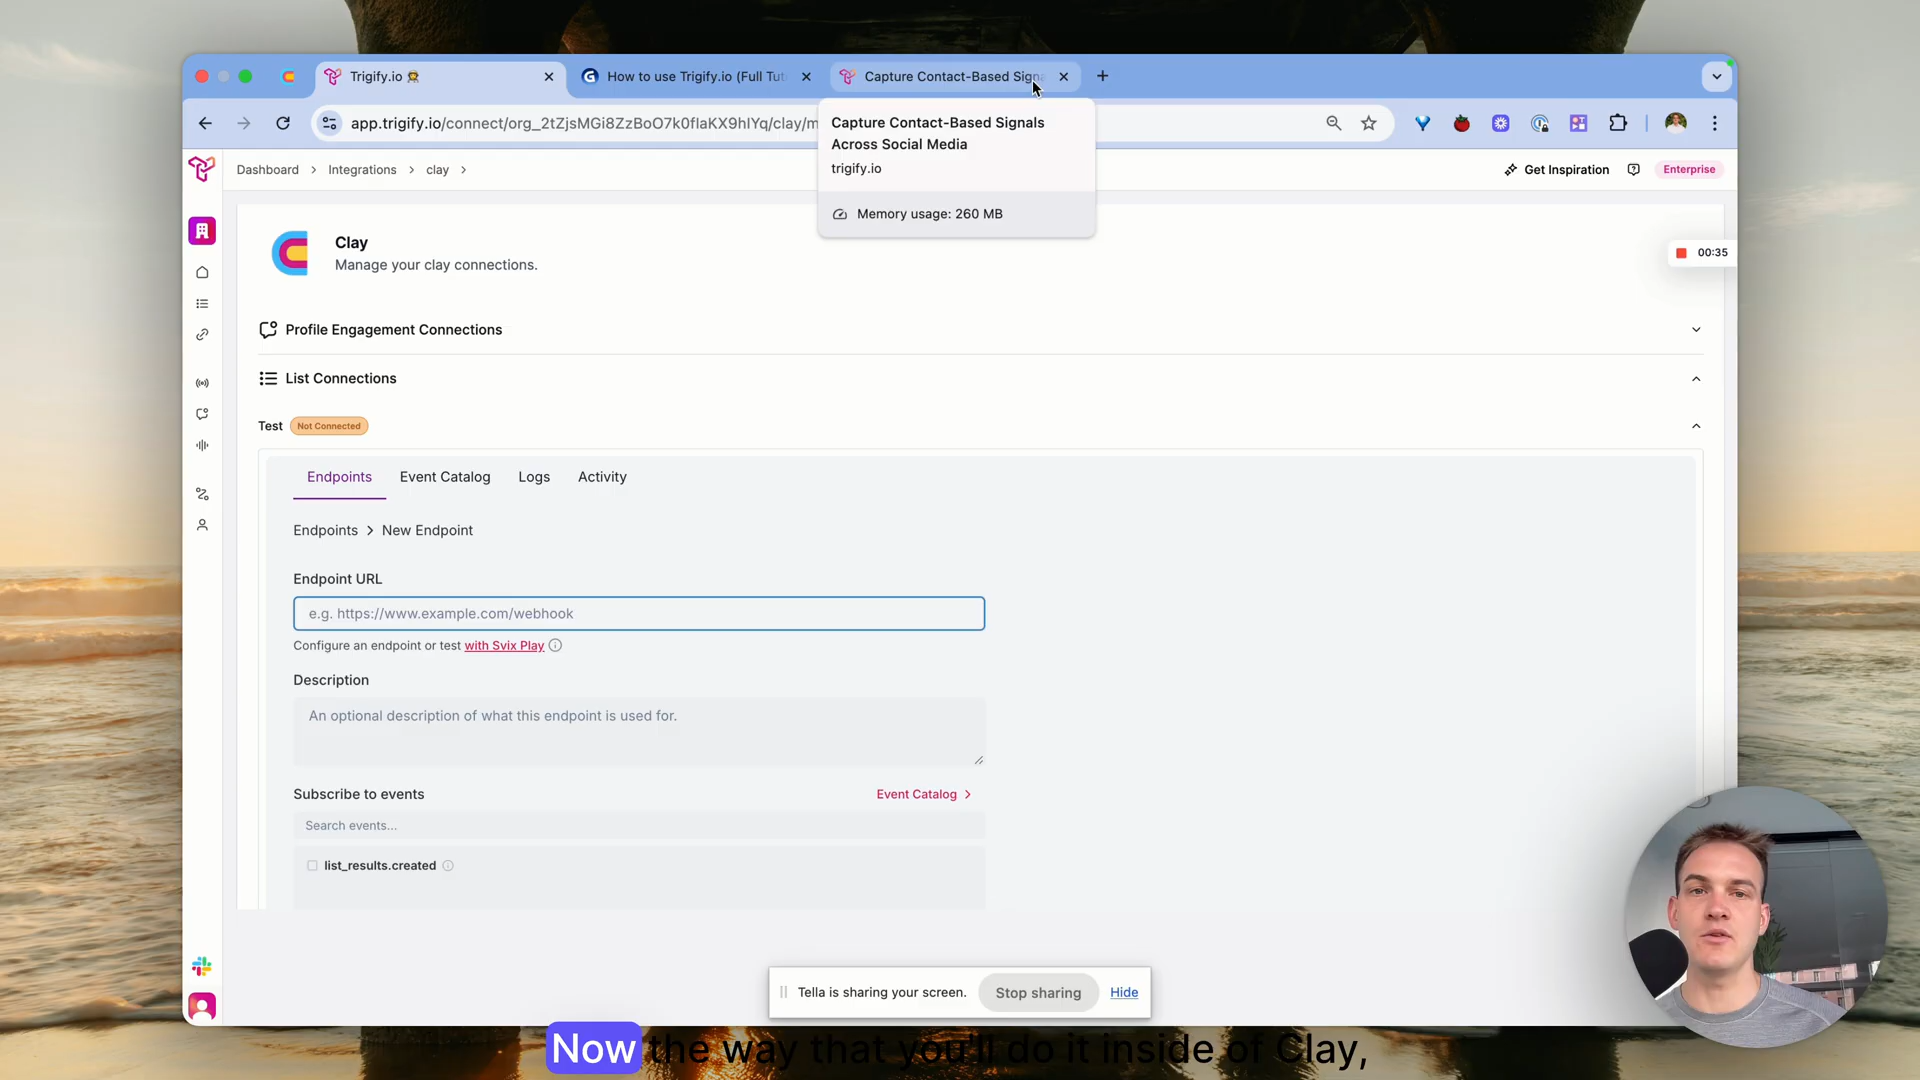 Trigify.io
How to use Trigify.io (Full Tut
Capture Contact-Based Sign
app.trigify.io/connect/org_2tZjsMGi8ZzBoO7k0flaKX9hlYq/clay/m
Capture Contact-Based Signals
Across Social Media
trigify.io
Memory usage: 260 MB
Dashboard > Integrations > clay >
Get Inspiration
Enterprise
Clay
Manage your clay connections.
00:35
Profile Engagement Connections
List Connections
Test Not Connected
Endpoints Event Catalog Logs Activity
Endpoints > New Endpoint
Endpoint URL
e.g. https://www.example.com/webhook
Configure an endpoint or test with Svix Play
Description
An optional description of what this endpoint is used for.
Subscribe to events
Event Catalog >
Search events...
list_results.created
Tella is sharing your screen. Stop sharing Hide
Now the way that you'll do it inside of Clay,